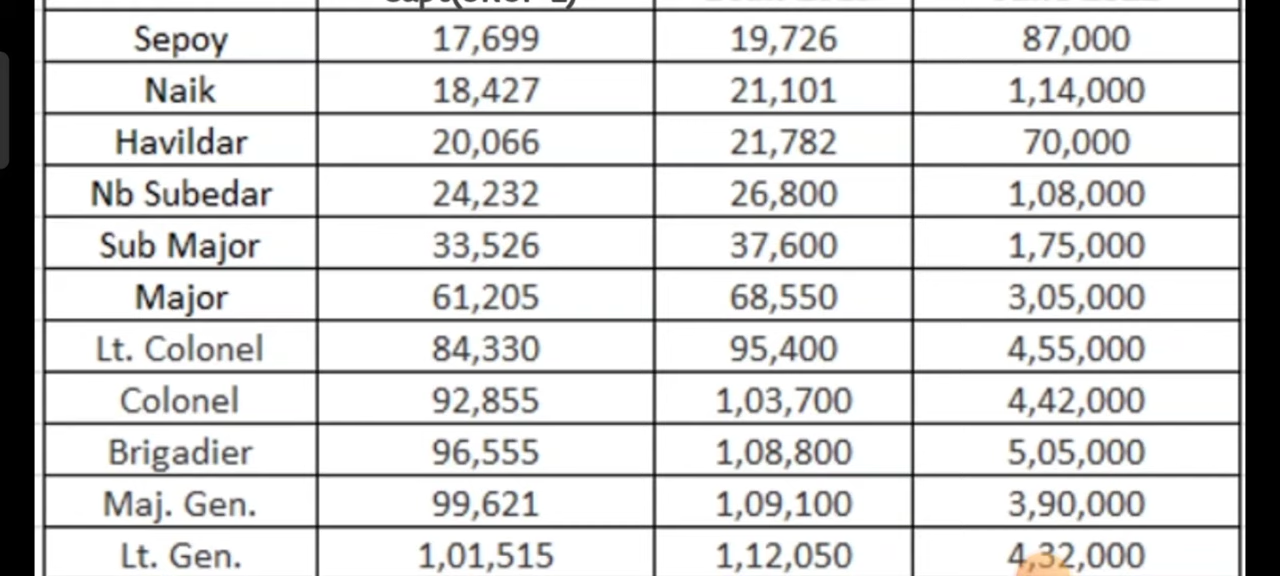 Sepoy 17,699 19,726 87,000
Naik 18,427 21,101 1,14,000
Havildar 20,066 21,782 70,000
Nb Subedar 24,232 26,800 1,08,000
Sub Major 33,526 37,600 1,75,000
Major 61,205 68,550 3,05,000
Lt. Colonel 84,330 95,400 4,55,000
Colonel 92,855 1,03,700 4,42,000
Brigadier 96,555 1,08,800 5,05,000
Maj. Gen. 99,621 1,09,100 3,90,000
Lt. Gen. 1,01,515 1,12,050 4,32,000